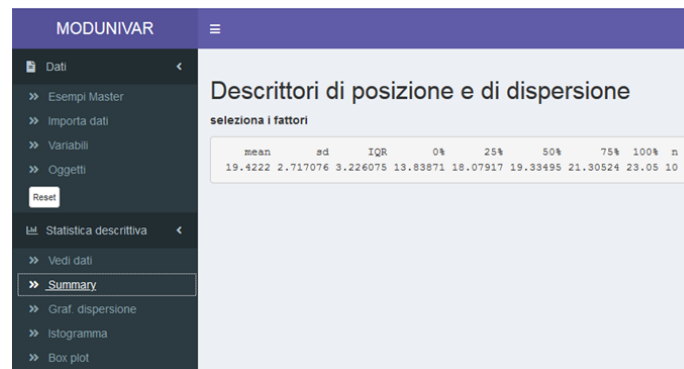 MODUNIVAR
Dati
Esempi Master
Importa dati
Variabili
Oggetti
Reset
Statistica descrittiva
Vedi dati
Summary
Graf. dispersione
Istogramma
Box plot
Descrittori di posizione e di dispersione
seleziona i fattori
mean sd IQR 0% 25% 50% 75% 100% n
19.4222 2.717076 3.226075 13.83871 18.07917 19.33495 21.30524 23.05 10